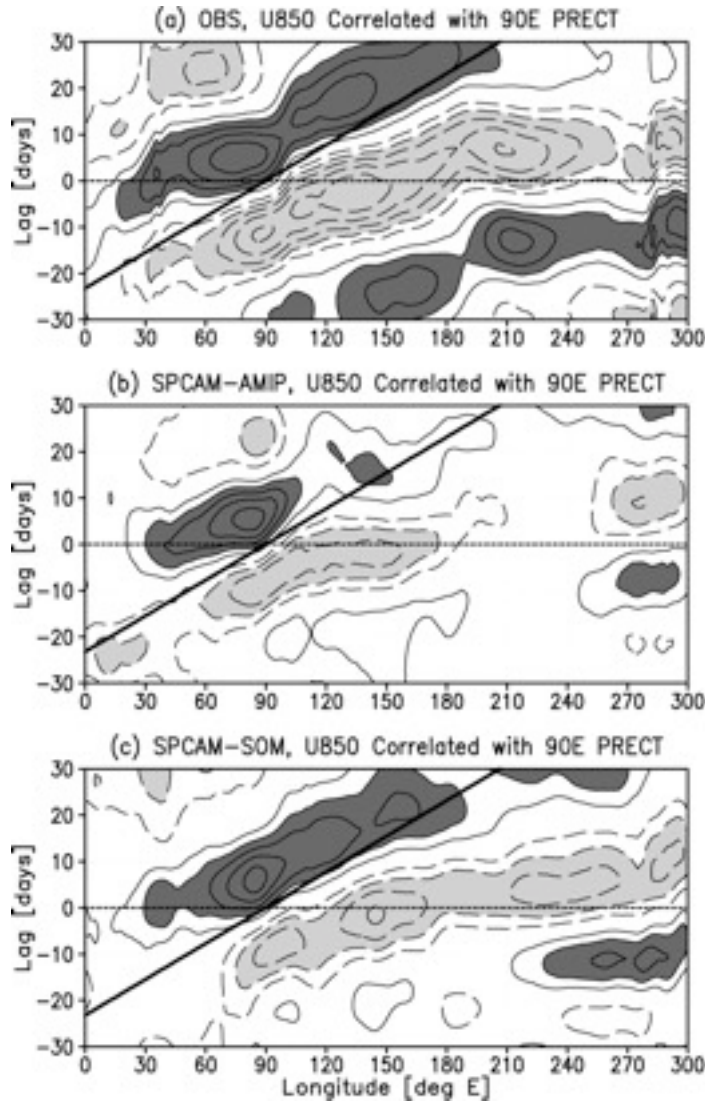 (a) OBS, U850 Correlated with 90E PRECT
30
20
10
0
-10
-20
-30
Lag [days]
0 30 60 90 120 150 180 210 240 270 300
(b) SPCAM-AMIP, U850 Correlated with 90E PRECT
30
20
10
0
-10
-20
-30
Lag [days]
0 30 60 90 120 150 180 210 240 270 300
(c) SPCAM-SOM, U850 Correlated with 90E PRECT
30
20
10
0
-10
-20
-30
Lag [days]
0 30 60 90 120 150 180 210 240 270 300
Longitude [deg E]